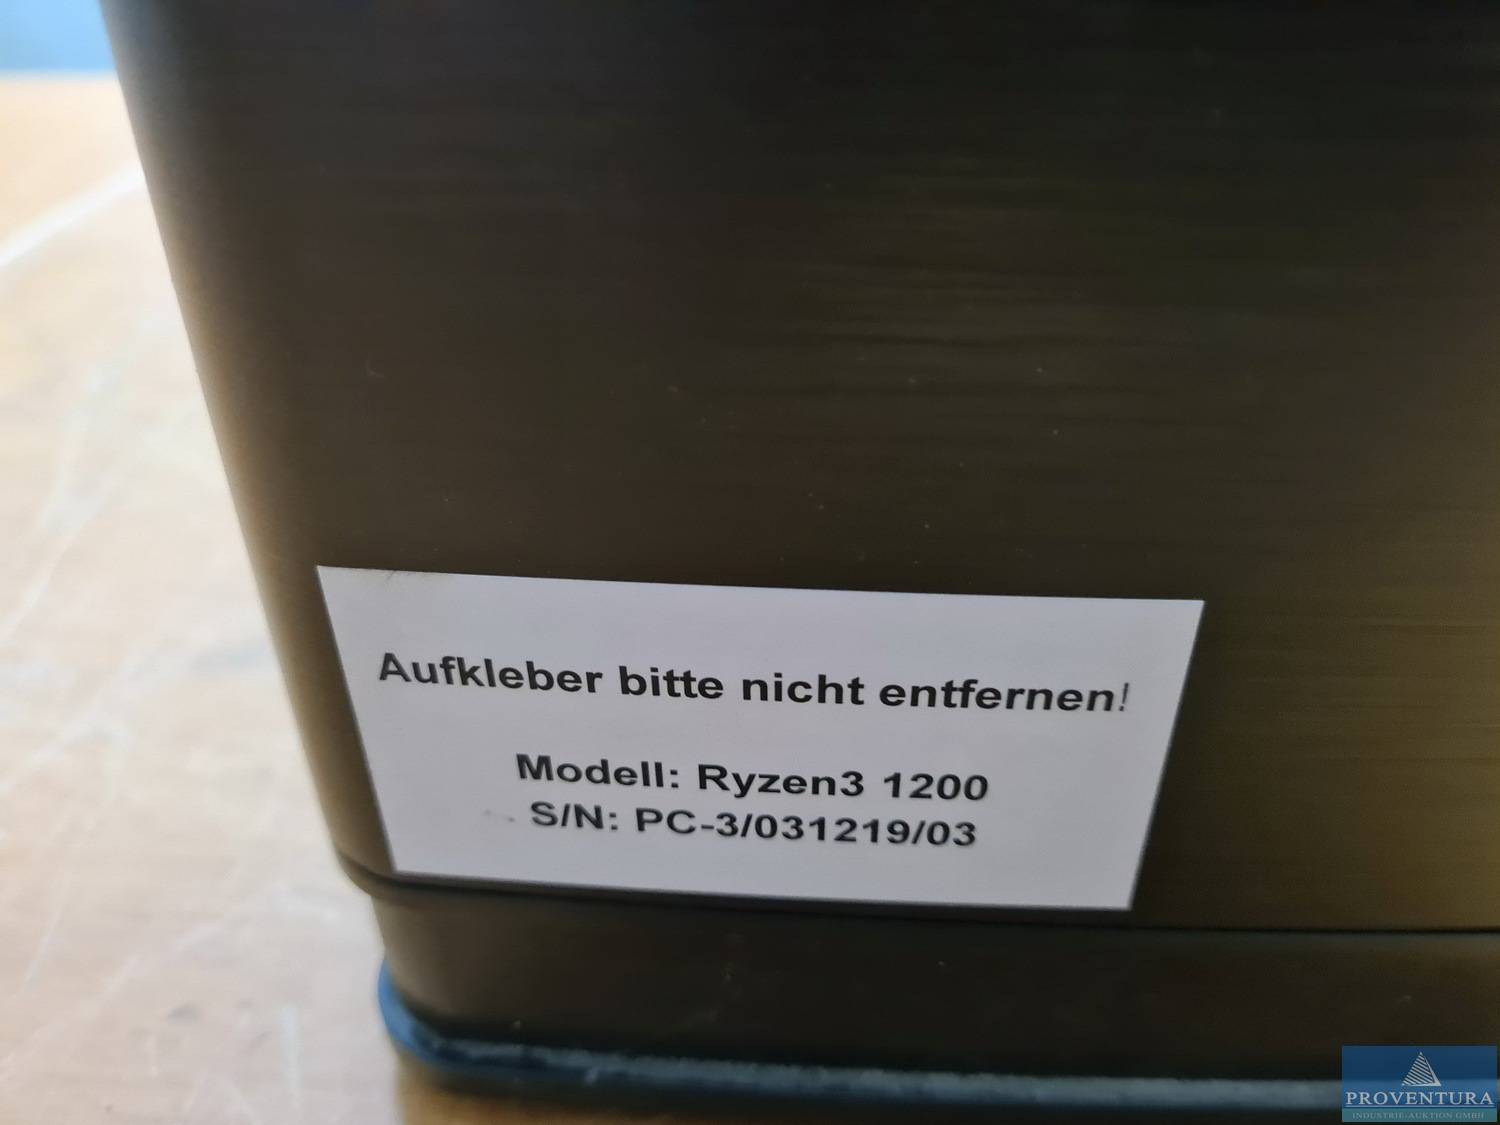 Aufkleber bitte nicht entfernen!
Modell: Ryzen3 1200
S/N: PC-3/031219/03
PROVENTURA
INDUSTRIE-AUKTION GMBH